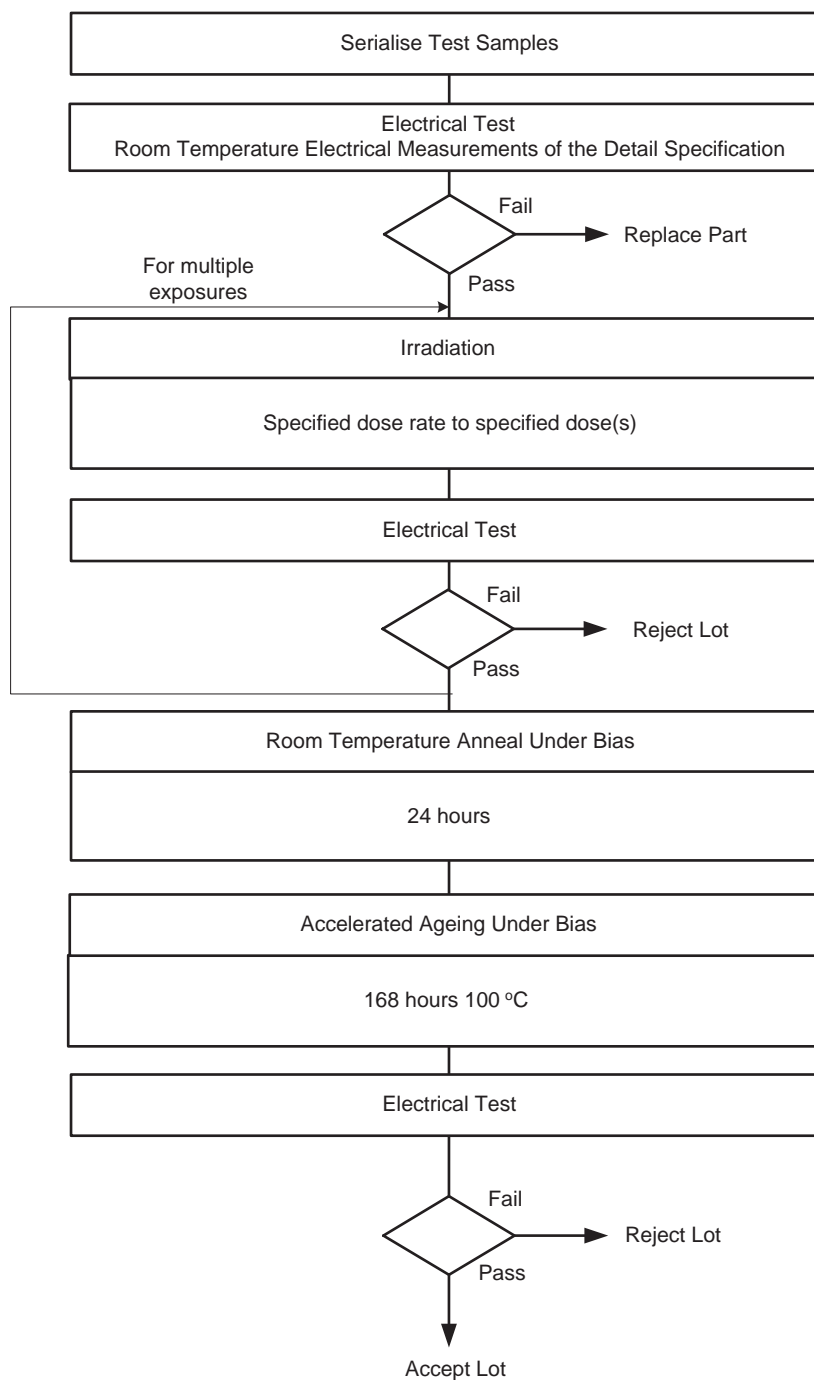 Serialise Test Samples
Electrical Test
Room Temperature Electrical Measurements of the Detail Specification
Fail
Replace Part
Pass
For multiple
exposures
Irradiation
Specified dose rate to specified dose(s)
Electrical Test
Fail
Reject Lot
Pass
Room Temperature Anneal Under Bias
24 hours
Accelerated Ageing Under Bias
168 hours 100 ºC
Electrical Test
Fail
Reject Lot
Pass
Accept Lot